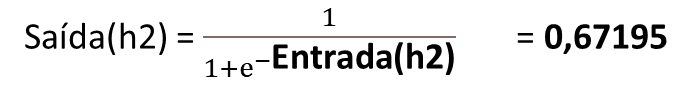 Saída(h2) = 1 / 1+e^−Entrada(h2) = 0,67195